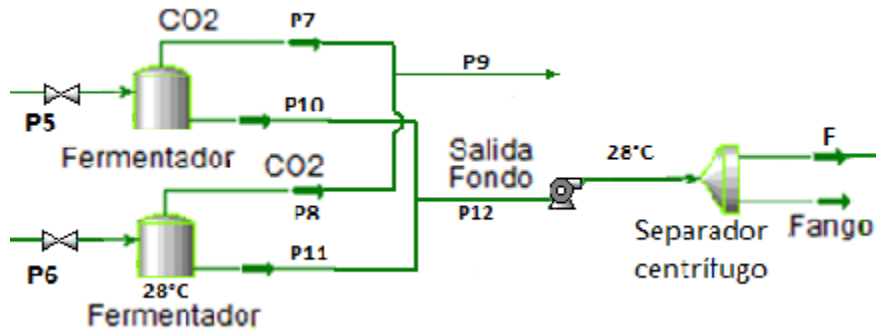 CO2
P7
P9
P5
P10
Fermentador
CO2
Salida
Fondo
28°C
F
P8
P12
Separador
centrífugo
Fango
P6
P11
28°C
Fermentador